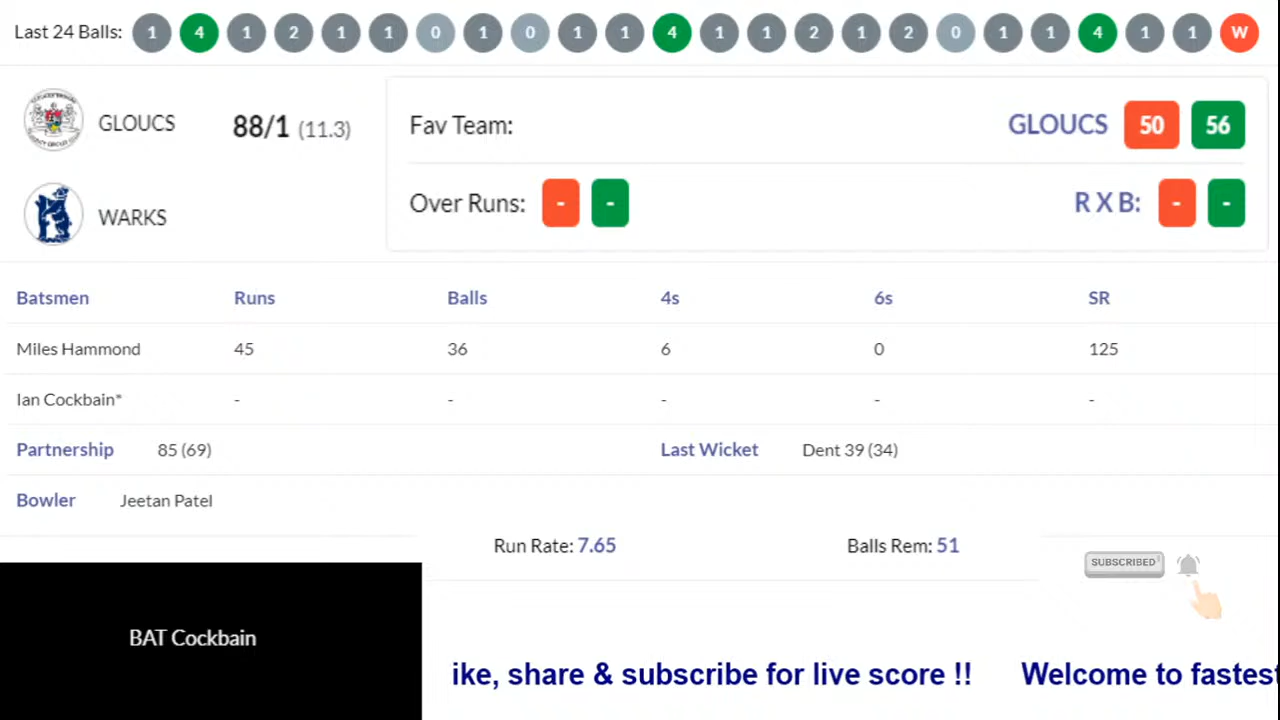 Last 24 Balls: 1 4 1 2 1 1 0 1 0 1 1 4 1 1 2 1 2 0 1 1 4 1 1 W
GLOUCS 88/1 (11.3)
Fav Team: GLOUCS 50 56
WARKS
Over Runs: - - R X B: - -
Batsmen Runs Balls 4s 6s SR
Miles Hammond 45 36 6 0 125
Ian Cockbain* - - - - -
Partnership 85 (69) Last Wicket Dent 39 (34)
Bowler Jeetan Patel
Run Rate: 7.65 Balls Rem: 51
SUBSCRIBED
BAT Cockbain
ike, share & subscribe for live score !! Welcome to fastest